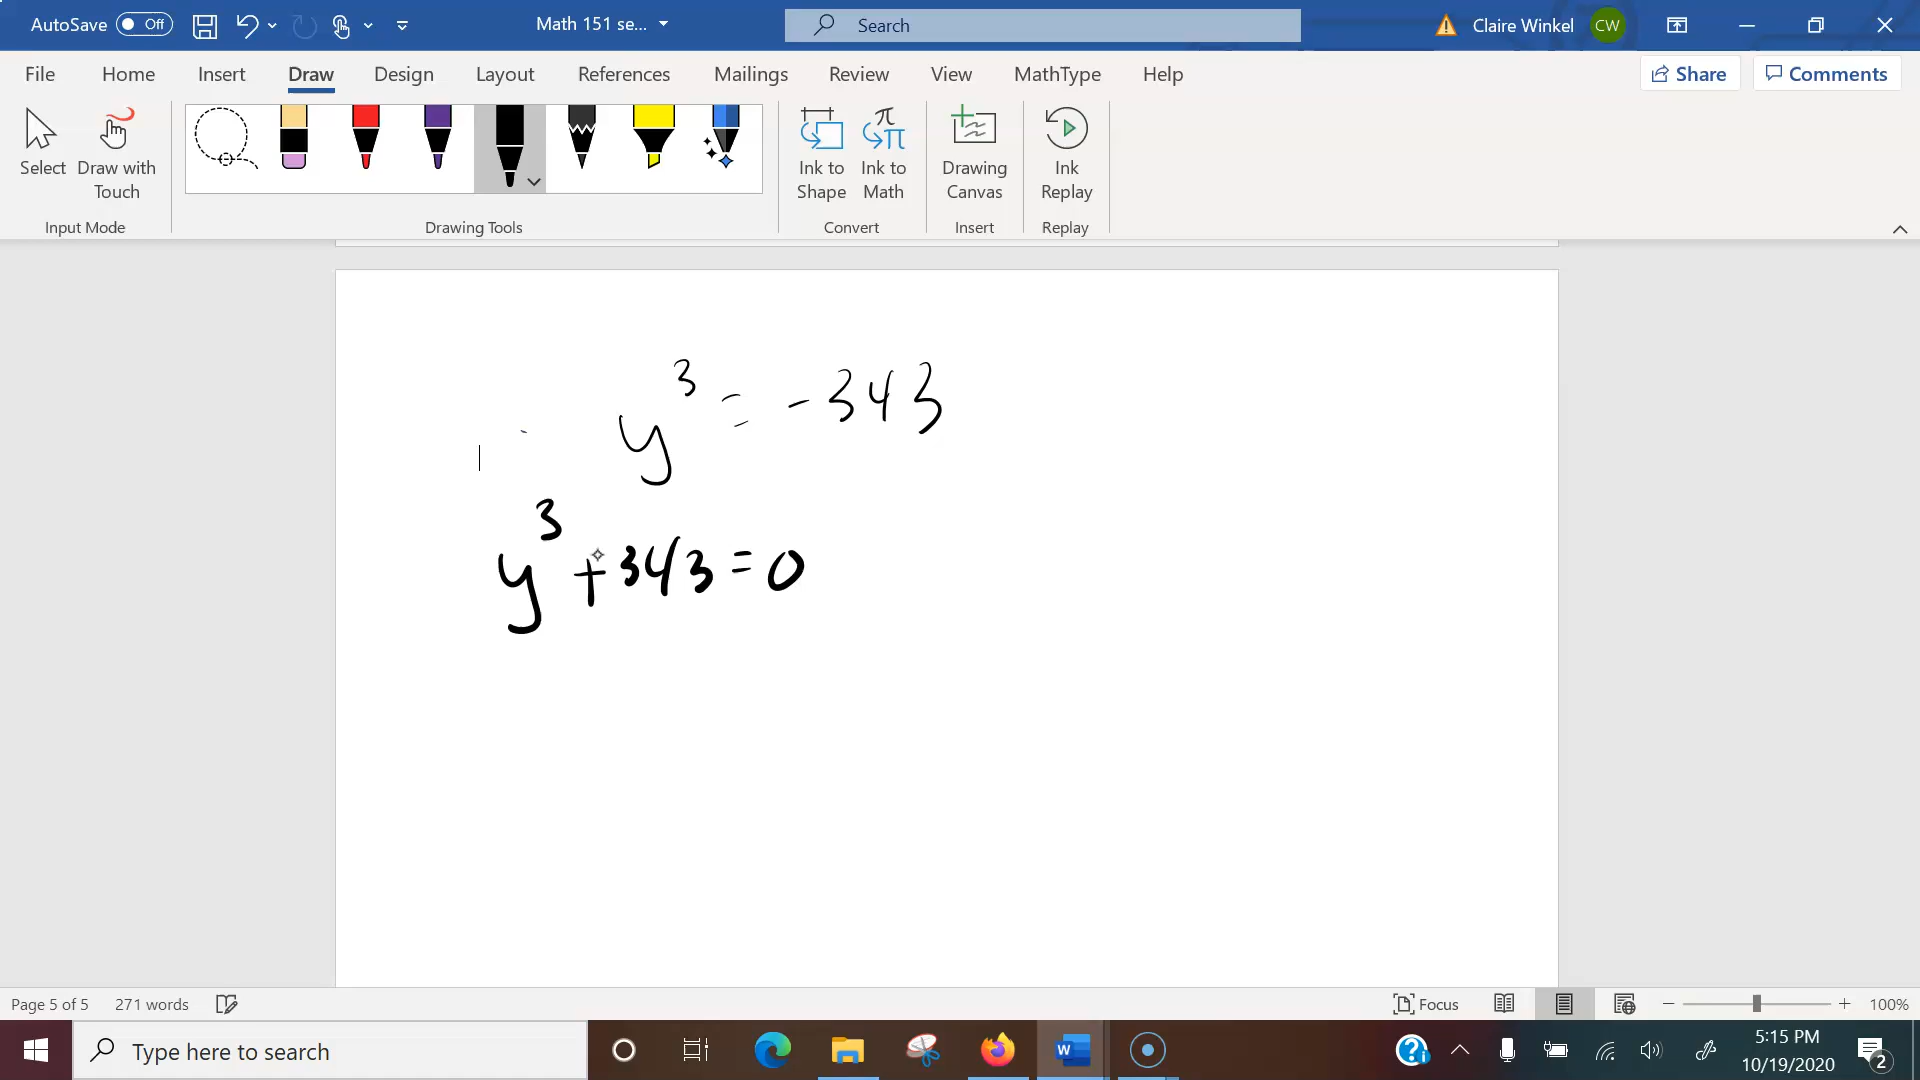 AutoSave Off Math 151 se... Search Claire Winkel CW
File Home Insert Draw Design Layout References Mailings Review View MathType Help Share Comments
Select Draw with Touch Ink to Shape Ink to Math Drawing Canvas Ink Replay
Input Mode Drawing Tools Convert Insert Replay
y³ = -343
y³ + 343 = 0
Page 5 of 5 271 words Focus 100%
Type here to search 5:15 PM
10/19/2020 2